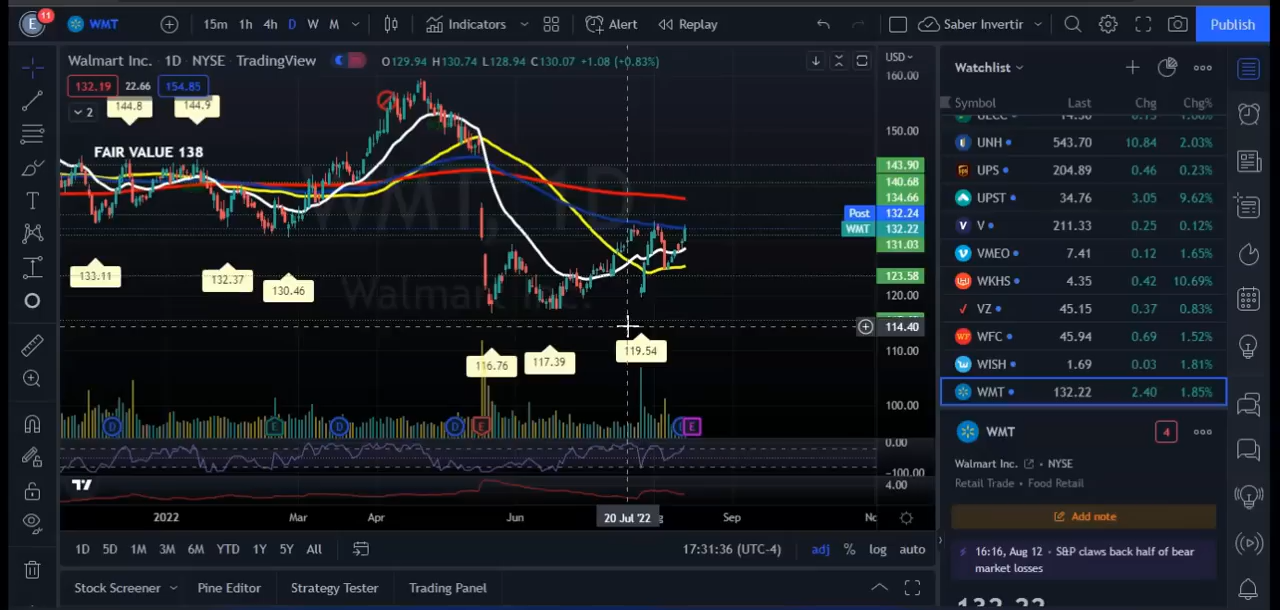 E 11 WMT 15m 1h 4h D W M Indicators Alert Replay Saber Invertir Publish
Walmart Inc. · 1D · NYSE · TradingView O129.94 H130.74 L128.94 C130.07 +1.08 (+0.83%) USD
132.19 22.66 154.85
2
144.8 144.9
FAIR VALUE 138
133.11 132.37 130.46
116.76 117.39 119.54
160.00
150.00
143.90
140.68
134.66
Post 132.24
WMT 132.22
131.03
123.58
120.00
114.40
110.00
100.00
0.00
-100.00
4.00
D E D D E E
2022 Mar Apr Jun 20 Jul '22 Sep
1D 5D 1M 3M 6M YTD 1Y 5Y All 17:31:36 (UTC-4) adj % log auto
Stock Screener Pine Editor Strategy Tester Trading Panel
Watchlist
Symbol Last Chg Chg%
UNH 543.70 10.84 2.03%
UPS 204.89 0.46 0.23%
UPST 34.76 3.05 9.62%
V 211.33 0.25 0.12%
VMEO 7.41 0.12 1.65%
WKHS 4.35 0.42 10.69%
VZ 45.15 0.37 0.83%
WFC 45.94 0.69 1.52%
WISH 1.69 0.03 1.81%
WMT 132.22 2.40 1.85%
WMT 4
Walmart Inc. · NYSE
Retail Trade · Food Retail
Add note
16:16, Aug 12 · S&P claws back half of bear
market losses